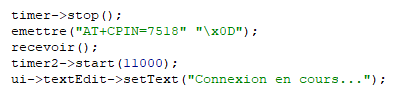 timer->stop();
emettre("AT+CPIN=7518" "\x0D");
recevoir();
timer2->start(11000);
ui->textEdit->setText("Connexion en cours...");